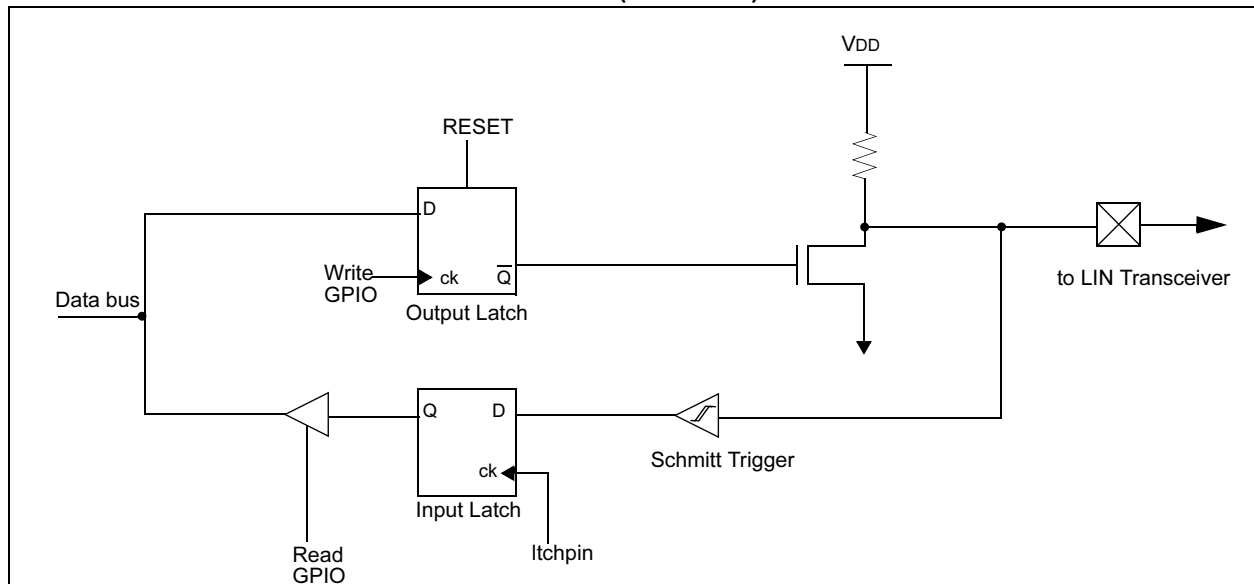 VDD
RESET
D
Write
GPIO
ck
Q
Output Latch
Data bus
to LIN Transceiver
Q
D
ck
Schmitt Trigger
Input Latch
ltchpin
Read
GPIO